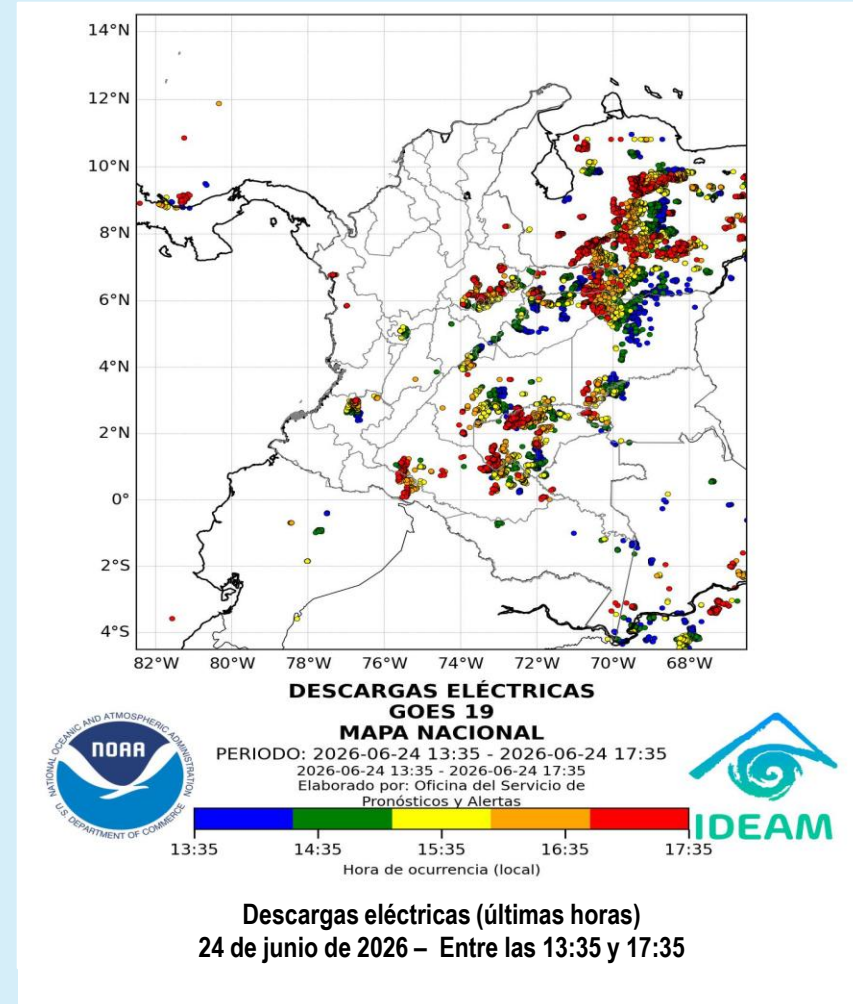 14°N
12°N
10°N
8°N
6°N
4°N
2°N
0°
2°S
4°S
82°W 80°W 78°W 76°W 74°W 72°W 70°W 68°W
DESCARGAS ELÉCTRICAS
GOES 19
MAPA NACIONAL
PERIODO: 2026-06-24 13:35 - 2026-06-24 17:35
2026-06-24 13:35 - 2026-06-24 17:35
Elaborado por: Oficina del Servicio de
Pronósticos y Alertas
NATIONAL OCEANIC AND ATMOSPHERIC ADMINISTRATION
NOAA
U.S. DEPARTMENT OF COMMERCE
IDEAM
13:35 14:35 15:35 16:35 17:35
Hora de ocurrencia (local)
Descargas eléctricas (últimas horas)
24 de junio de 2026 – Entre las 13:35 y 17:35